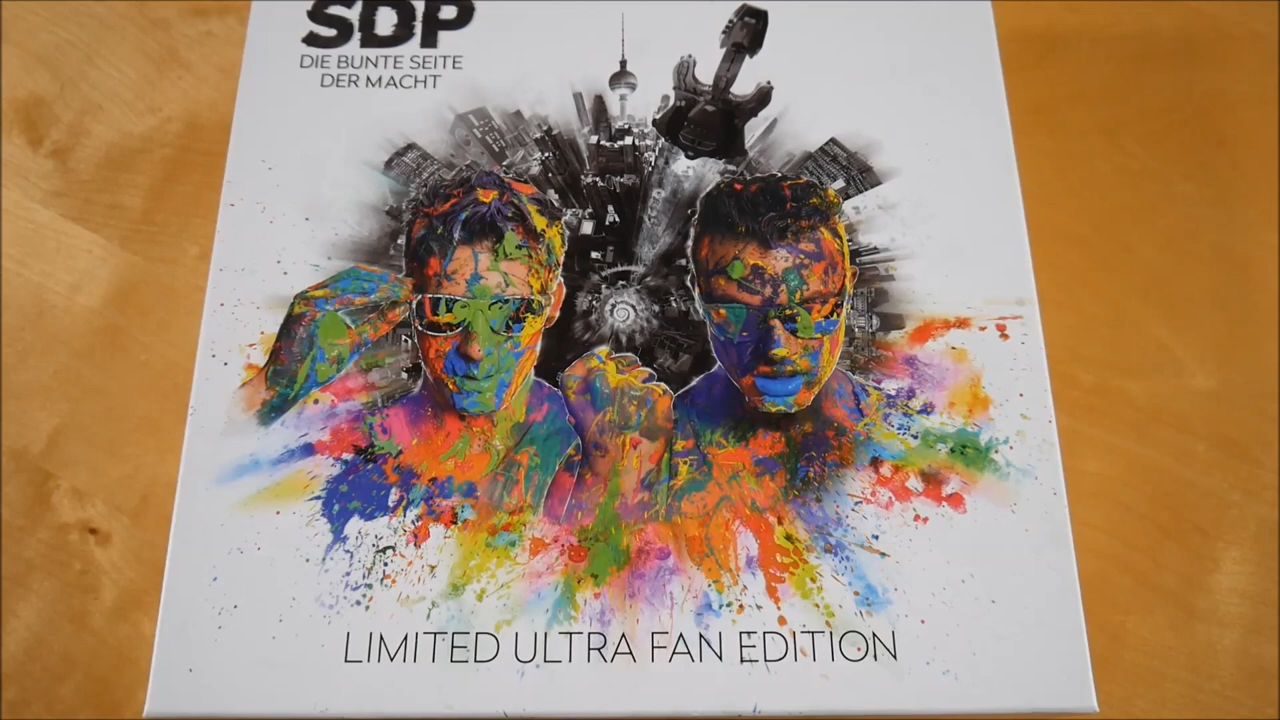 SDP
DIE BUNTE SEITE
DER MACHT
LIMITED ULTRA FAN EDITION